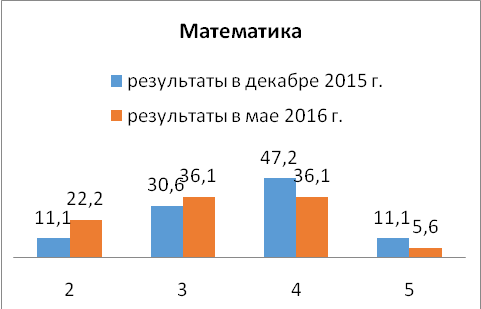 Математика
результаты в декабре 2015 г.
результаты в мае 2016 г.
11,1 22,2 30,6 36,1 47,2 36,1 11,1 5,6
2 3 4 5